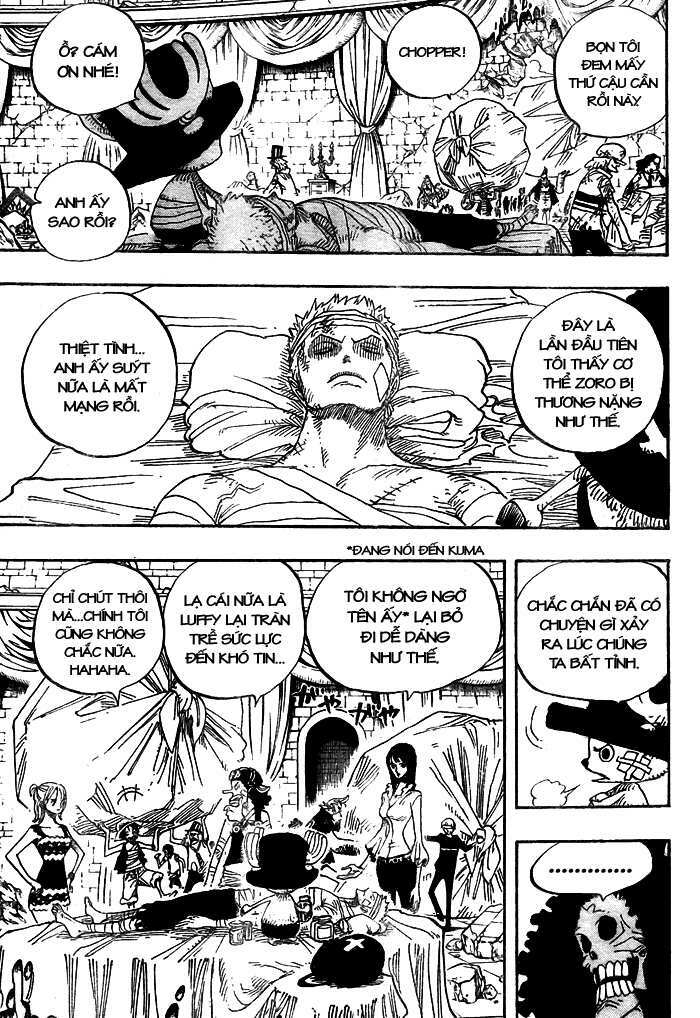 BỌN TÔI
ĐEM MẤY
THỨ CẬU CẦN
RỒI NÀY.
CHOPPER!
Ồ? CÁM
ƠN NHÉ!
ANH ẤY
SAO RỒI?
ĐÂY LÀ
LẦN ĐẦU TIÊN
TÔI THẤY CƠ
THỂ ZORO BỊ
THƯƠNG NẶNG
NHƯ THẾ.
THIỆT TÌNH...
ANH ẤY SUÝT
NỮA LÀ MẤT
MẠNG RỒI.
*ĐANG NÓI ĐẾN KUMA
CHẮC CHẮN ĐÃ CÓ
CHUYỆN GÌ XẢY
RA LÚC CHÚNG
TA BẤT TỈNH.
TÔI KHÔNG NGỜ
TÊN ẤY* LẠI BỎ
ĐI DỄ DÀNG
NHƯ THẾ.
LẠ CÁI NỮA LÀ
LUFFY LẠI TRÀN
TRỀ SỨC LỰC
ĐẾN KHÓ TIN...
CHỈ CHÚT THÔI
MÀ...CHÍNH TÔI
CŨNG KHÔNG
CHẮC NỮA.
HAHAHA.
ガヤ ガヤ
..............